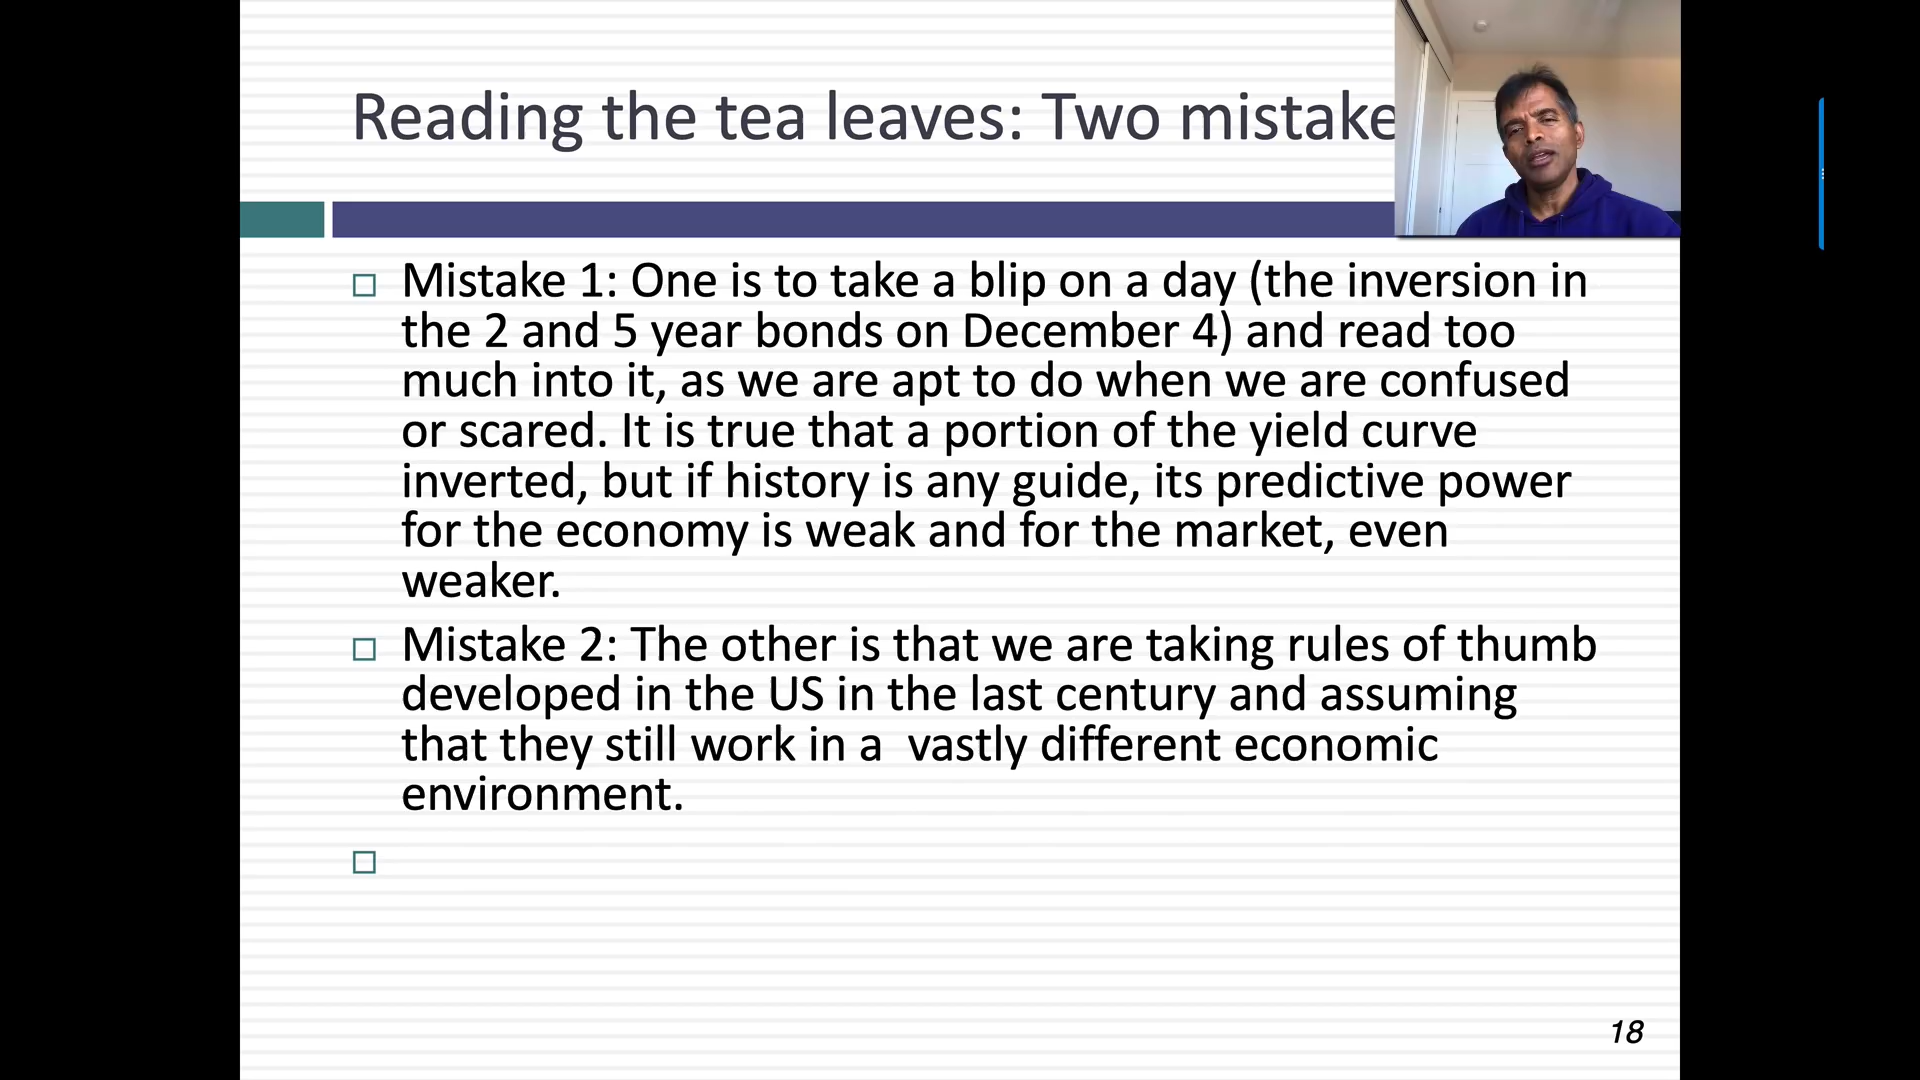 Reading the tea leaves: Two mistake
Mistake 1: One is to take a blip on a day (the inversion in
the 2 and 5 year bonds on December 4) and read too
much into it, as we are apt to do when we are confused
or scared. It is true that a portion of the yield curve
inverted, but if history is any guide, its predictive power
for the economy is weak and for the market, even
weaker.
Mistake 2: The other is that we are taking rules of thumb
developed in the US in the last century and assuming
that they still work in a  vastly different economic
environment.
18